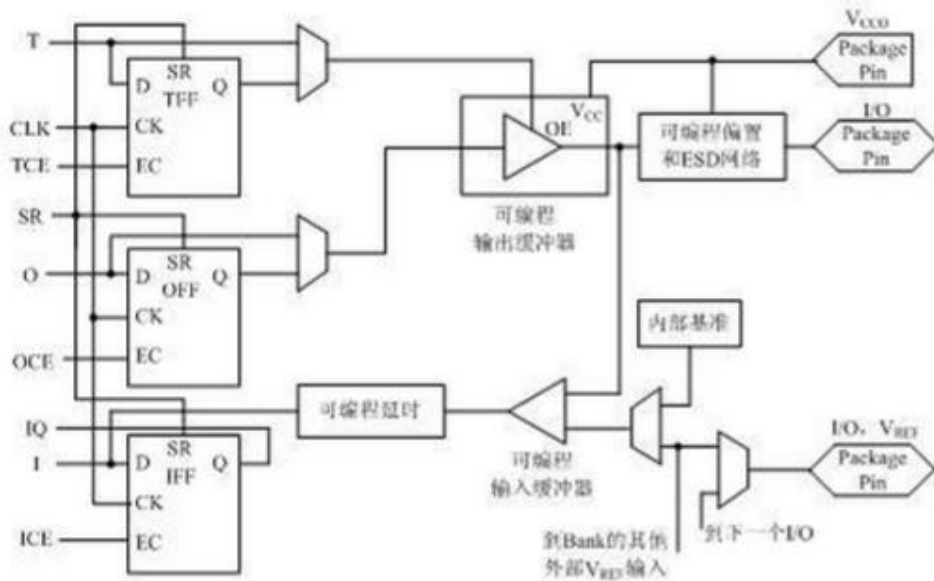 T
CLK
TCE
SR
O
OCE
IQ
I
ICE
SR
D
Q
TFF
CK
EC
SR
D
Q
OFF
CK
EC
SR
D
Q
IFF
CK
EC
VCC
OE
可编程
输出缓冲器
可编程偏置
和ESD网络
VCCO
Package
Pin
I/O
Package
Pin
内部基准
可编程延时
可编程
输入缓冲器
I/O，VREF
Package
Pin
到Bank的其他
外部VREF输入
到下一个I/O